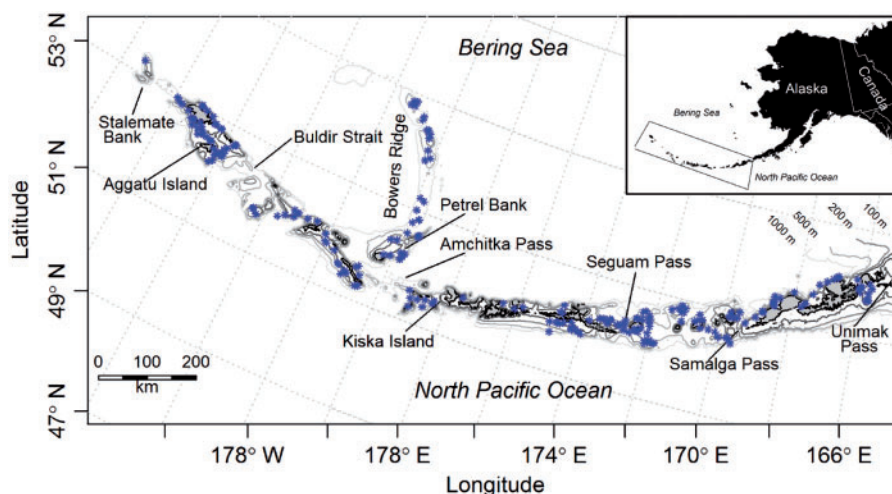 53° N
51° N
49° N
47° N
Latitude
Bering Sea
Stalemate
Bank
Aggatu Island
Buldir Strait
Bowers Ridge
Petrel Bank
Amchitka Pass
Seguam Pass
Kiska Island
Samalga Pass
Unimak
Pass
1000 m
500 m
200 m
100 m
0 100 200
km
North Pacific Ocean
178° W
178° E
174° E
170° E
166° E
Longitude
Alaska
Canada
Bering Sea
North Pacific Ocean